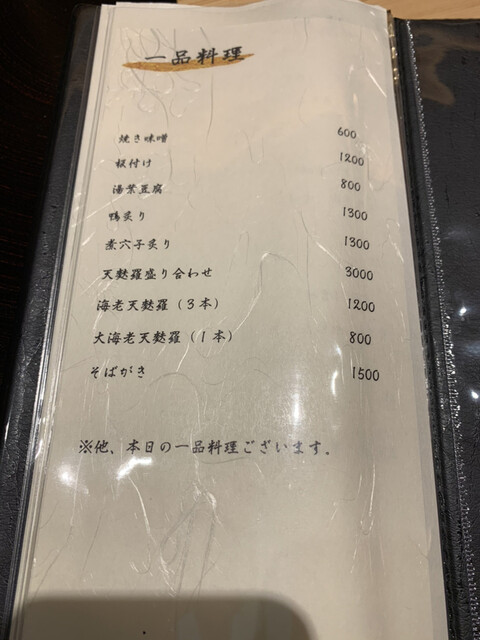 一品料理
焼き味噌 600
板付け 1200
湯葉豆腐 800
鴨炙り 1300
煮穴子炙り 1300
天麩羅盛り合わせ 3000
海老天麩羅（３本） 1200
大海老天麩羅（１本） 800
そばがき 1500
※他、本日の一品料理ございます.